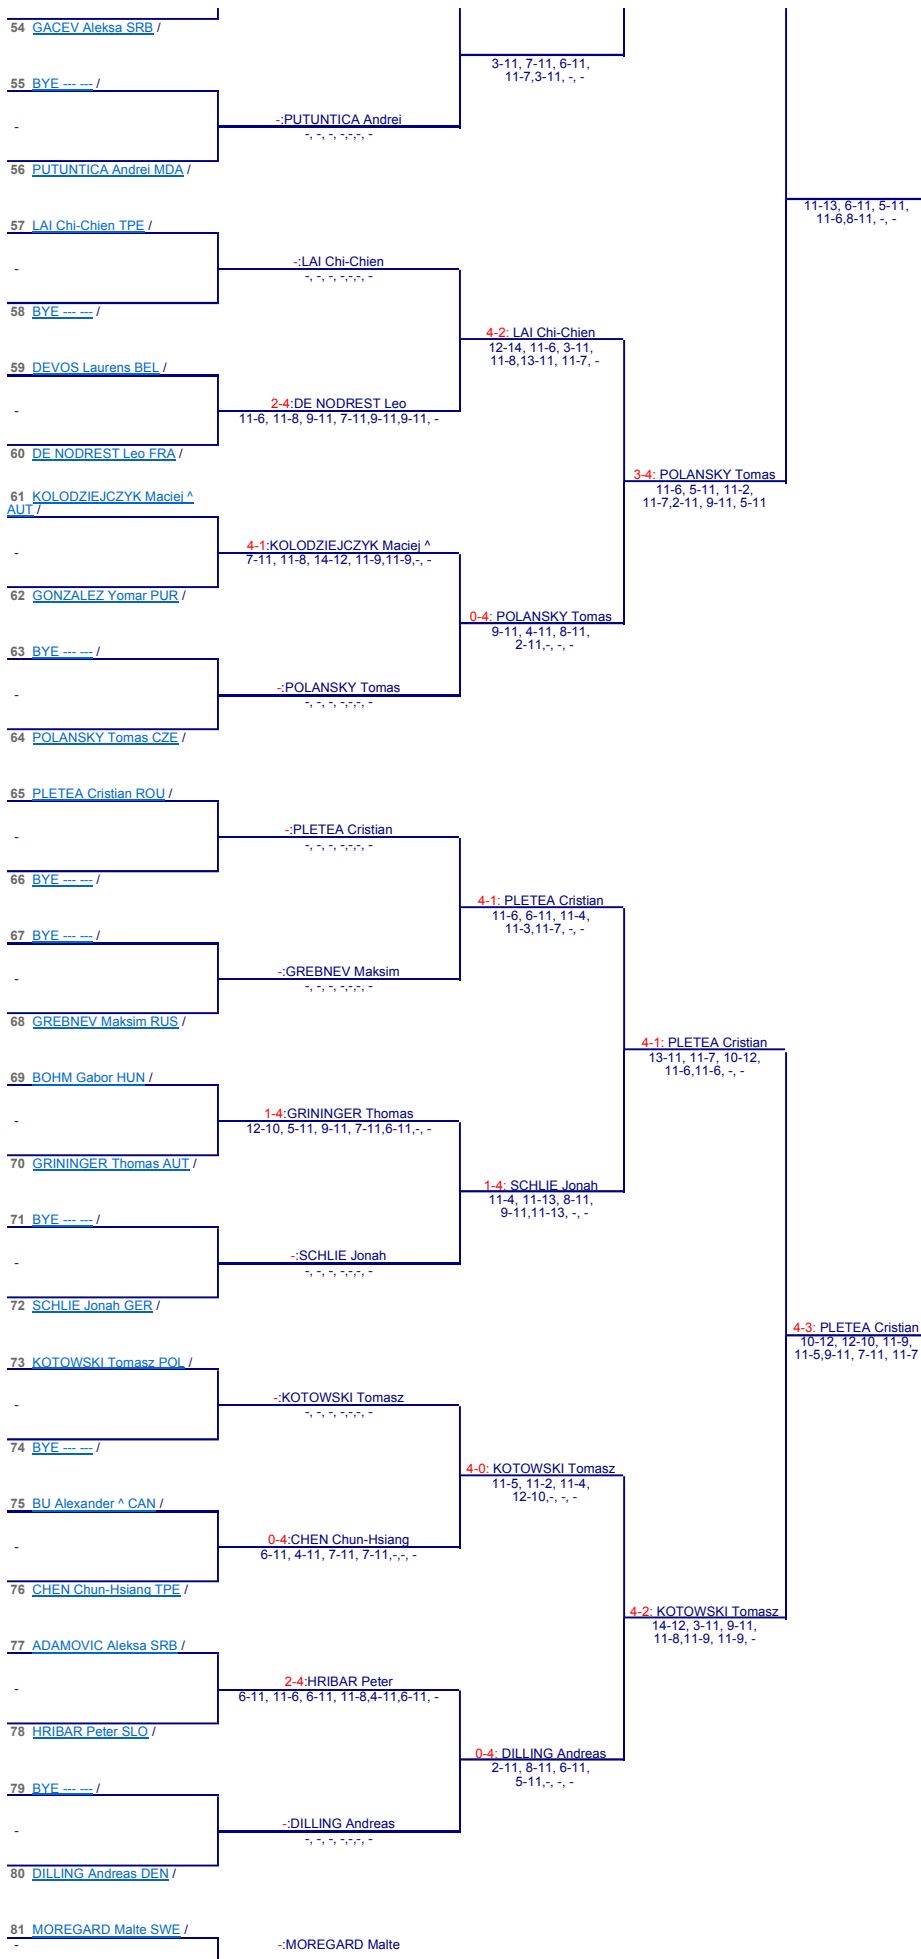 54 GACEV Aleksa SRB /
3-11, 7-11, 6-11,
11-7,3-11, -, -
55 BYE --- --- /
-
-:PUTUNTICA Andrei
-, -, -, -,-,-, -
56 PUTUNTICA Andrei MDA /
11-13, 6-11, 5-11,
11-6,8-11, -, -
57 LAI Chi-Chien TPE /
-
-:LAI Chi-Chien
-, -, -, -,-,-, -
58 BYE --- --- /
4-2: LAI Chi-Chien
12-14, 11-6, 3-11,
11-8,13-11, 11-7, -
59 DEVOS Laurens BEL /
-
2-4:DE NODREST Leo
11-6, 11-8, 9-11, 7-11,9-11,9-11, -
60 DE NODREST Leo FRA /
3-4: POLANSKY Tomas
11-6, 5-11, 11-2,
11-7,2-11, 9-11, 5-11
61 KOLODZIEJCZYK Maciej ^
AUT /
-
4-1:KOLODZIEJCZYK Maciej ^
7-11, 11-8, 14-12, 11-9,11-9,-, -
62 GONZALEZ Yomar PUR /
0-4: POLANSKY Tomas
9-11, 4-11, 8-11,
2-11,-, -, -
63 BYE --- --- /
-
-:POLANSKY Tomas
-, -, -, -,-,-, -
64 POLANSKY Tomas CZE /
65 PLETEA Cristian ROU /
-
-:PLETEA Cristian
-, -, -, -,-,-, -
66 BYE --- --- /
4-1: PLETEA Cristian
11-6, 6-11, 11-4,
11-3,11-7, -, -
67 BYE --- --- /
-
-:GREBNEV Maksim
-, -, -, -,-,-, -
68 GREBNEV Maksim RUS /
4-1: PLETEA Cristian
13-11, 11-7, 10-12,
11-6,11-6, -, -
69 BOHM Gabor HUN /
-
1-4:GRININGER Thomas
12-10, 5-11, 9-11, 7-11,6-11,-, -
70 GRININGER Thomas AUT /
1-4: SCHLIE Jonah
11-4, 11-13, 8-11,
9-11,11-13, -, -
71 BYE --- --- /
-
-:SCHLIE Jonah
-, -, -, -,-,-, -
72 SCHLIE Jonah GER /
4-3: PLETEA Cristian
10-12, 12-10, 11-9,
11-5,9-11, 7-11, 11-7
73 KOTOWSKI Tomasz POL /
-
-:KOTOWSKI Tomasz
-, -, -, -,-,-, -
74 BYE --- --- /
4-0: KOTOWSKI Tomasz
11-5, 11-2, 11-4,
12-10,-, -, -
75 BU Alexander ^ CAN /
-
0-4:CHEN Chun-Hsiang
6-11, 4-11, 7-11, 7-11,-,-, -
76 CHEN Chun-Hsiang TPE /
4-2: KOTOWSKI Tomasz
14-12, 3-11, 9-11,
11-8,11-9, 11-9, -
77 ADAMOVIC Aleksa SRB /
-
2-4:HRIBAR Peter
6-11, 11-6, 6-11, 11-8,4-11,6-11, -
78 HRIBAR Peter SLO /
0-4: DILLING Andreas
2-11, 8-11, 6-11,
5-11,-, -, -
79 BYE --- --- /
-
-:DILLING Andreas
-, -, -, -,-,-, -
80 DILLING Andreas DEN /
81 MOREGARD Malte SWE /
-
-:MOREGARD Malte